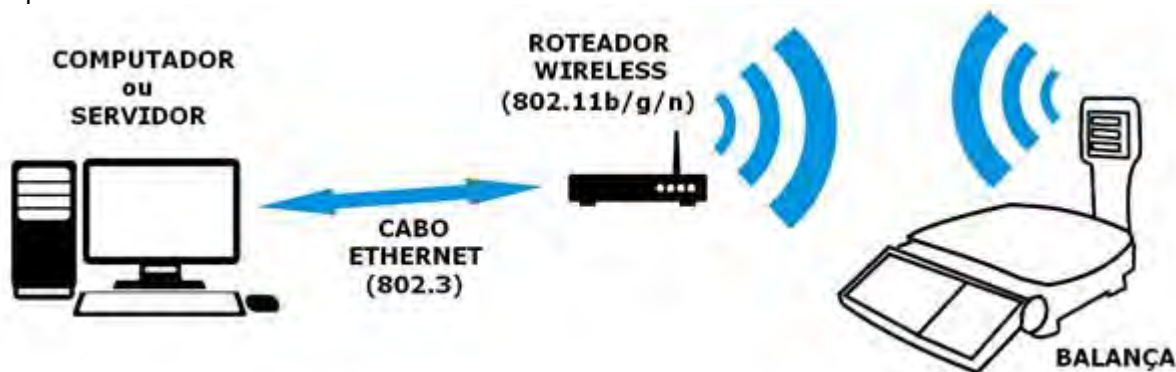 COMPUTADOR
ou
SERVIDOR
ROTEADOR
WIRELESS
(802.11b/g/n)
CABO
ETHERNET
(802.3)
BALANÇA